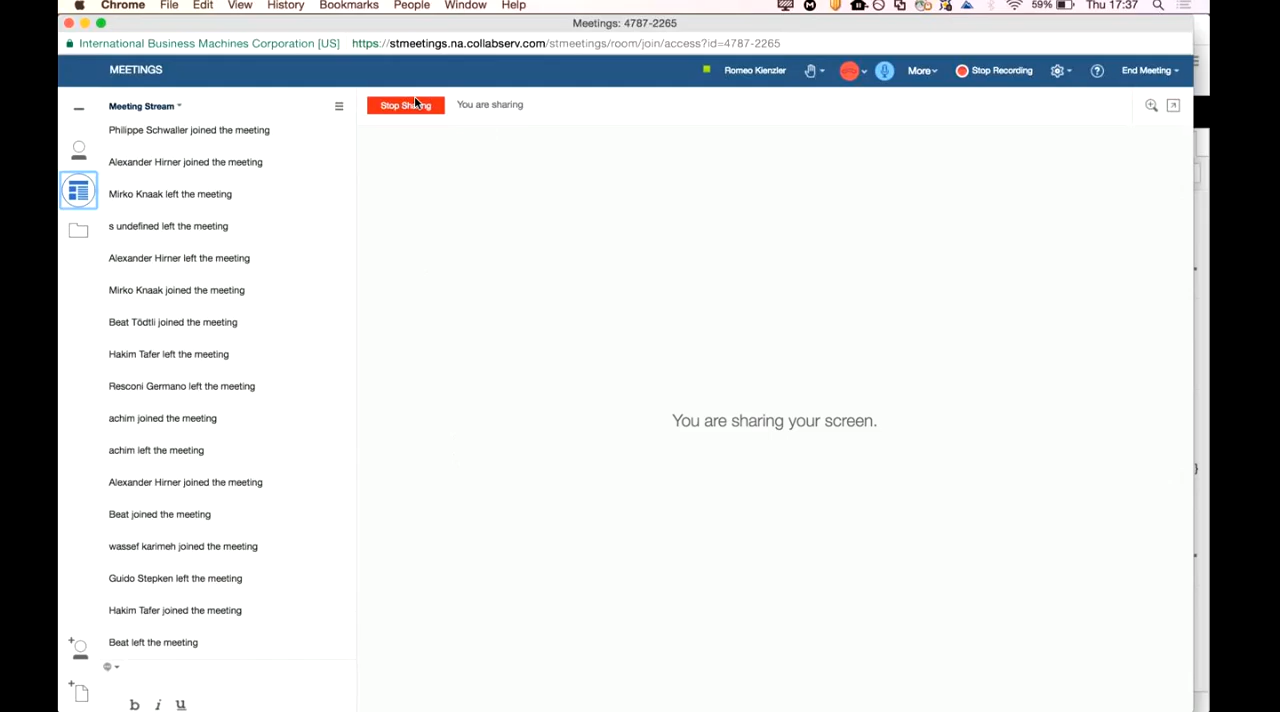 Chrome File Edit View History Bookmarks People Window Help 59% Thu 17:37
Meetings: 4787-2265
International Business Machines Corporation [US] https://stmeetings.na.collabserv.com/stmeetings/room/join/access?id=4787-2265
MEETINGS Romeo Kienzler More Stop Recording ? End Meeting
Meeting Stream Stop Sharing You are sharing
Philippe Schwaller joined the meeting
Alexander Hirner joined the meeting
Mirko Knaak left the meeting
s undefined left the meeting
Alexander Hirner left the meeting
Mirko Knaak joined the meeting
Beat Tödtli joined the meeting
Hakim Tafer left the meeting
Resconi Germano left the meeting
achim joined the meeting
You are sharing your screen.
achim left the meeting
Alexander Hirner joined the meeting
Beat joined the meeting
wassef karimeh joined the meeting
Guido Stepken left the meeting
Hakim Tafer joined the meeting
Beat left the meeting
b i u